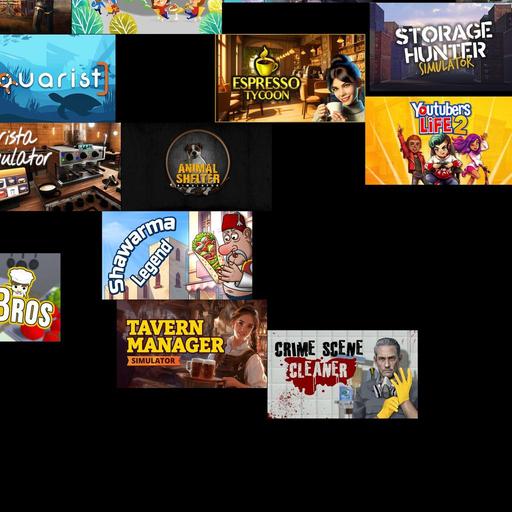 STORAGE
HUNTER
SIMULATOR
quarist
ESPRESSO
TYCOON
Youtubers
LiFE 2
rista
ulator
ANIMAL
SHELTER
SIMULATOR
Shawarma
Legend
BROS
TAVERN
MANAGER
SIMULATOR
CRIME SCENE
CLEANER